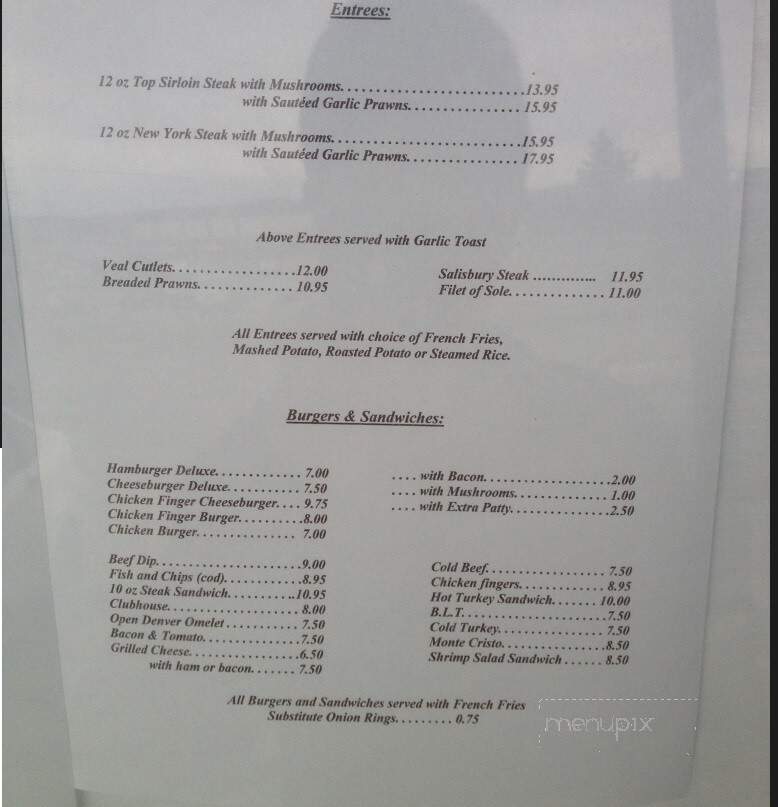 Entrees:
12 oz Top Sirloin Steak with Mushrooms. . . . . . . . . . . . . . . . . . . . . . . . . .13.95
with Sautéed Garlic Prawns. . . . . . . . . . . . . . . . 15.95
12 oz New York Steak with Mushrooms. . . . . . . . . . . . . . . . . . . . . . . . . . . .15.95
with Sautéed Garlic Prawns. . . . . . . . . . . . . . . . 17.95
Above Entrees served with Garlic Toast
Veal Cutlets. . . . . . . . . . . . . . . . . .12.00
Breaded Prawns. . . . . . . . . . . . . . 10.95
Salisbury Steak .............. 11.95
Filet of Sole. . . . . . . . . . . . . . 11.00
All Entrees served with choice of French Fries,
Mashed Potato, Roasted Potato or Steamed Rice.
Burgers & Sandwiches:
Hamburger Deluxe. . . . . . . . . . . . . 7.00
Cheeseburger Deluxe. . . . . . . . . . . 7.50
Chicken Finger Cheeseburger. . . . 9.75
Chicken Finger Burger. . . . . . . . . .8.00
Chicken Burger. . . . . . . . . . . . . . . 7.00
. . . . with Bacon. . . . . . . . . . . . . . . . . . .2.00
. . . . with Mushrooms. . . . . . . . . . . . . . 1.00
. . . . with Extra Patty. . . . . . . . . . . . . . .2.50
Beef Dip. . . . . . . . . . . . . . . . . . . . .9.00
Fish and Chips (cod). . . . . . . . . . . .8.95
10 oz Steak Sandwich. . . . . . . . . ..10.95
Clubhouse. . . . . . . . . . . . . . . . . . . . 8.00
Open Denver Omelet . . . . . . . . . . . 7.50
Bacon & Tomato. . . . . . . . . . . . . . .7.50
Grilled Cheese. . . . . . . . . . . . . . . . .6.50
with ham or bacon. . . . . . . 7.50
Cold Beef. . . . . . . . . . . . . . . . . . 7.50
Chicken fingers. . . . . . . . . . . . . 8.95
Hot Turkey Sandwich. . . . . . . 10.00
B.L.T. . . . . . . . . . . . . . . . . . . . . .7.50
Cold Turkey. . . . . . . . . . . . . . . . 7.50
Monte Cristo. . . . . . . . . . . . . . . .8.50
Shrimp Salad Sandwich . . . . . . 8.50
All Burgers and Sandwiches served with French Fries
Substitute Onion Rings. . . . . . . . . 0.75
menupix